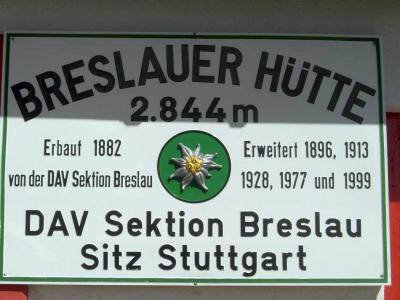 BRESLAUER HÜTTE
2.844m
Erbaut 1882
von der DAV Sektion Breslau
Erweitert 1896, 1913
1928, 1977 und 1999
DAV Sektion Breslau
Sitz Stuttgart